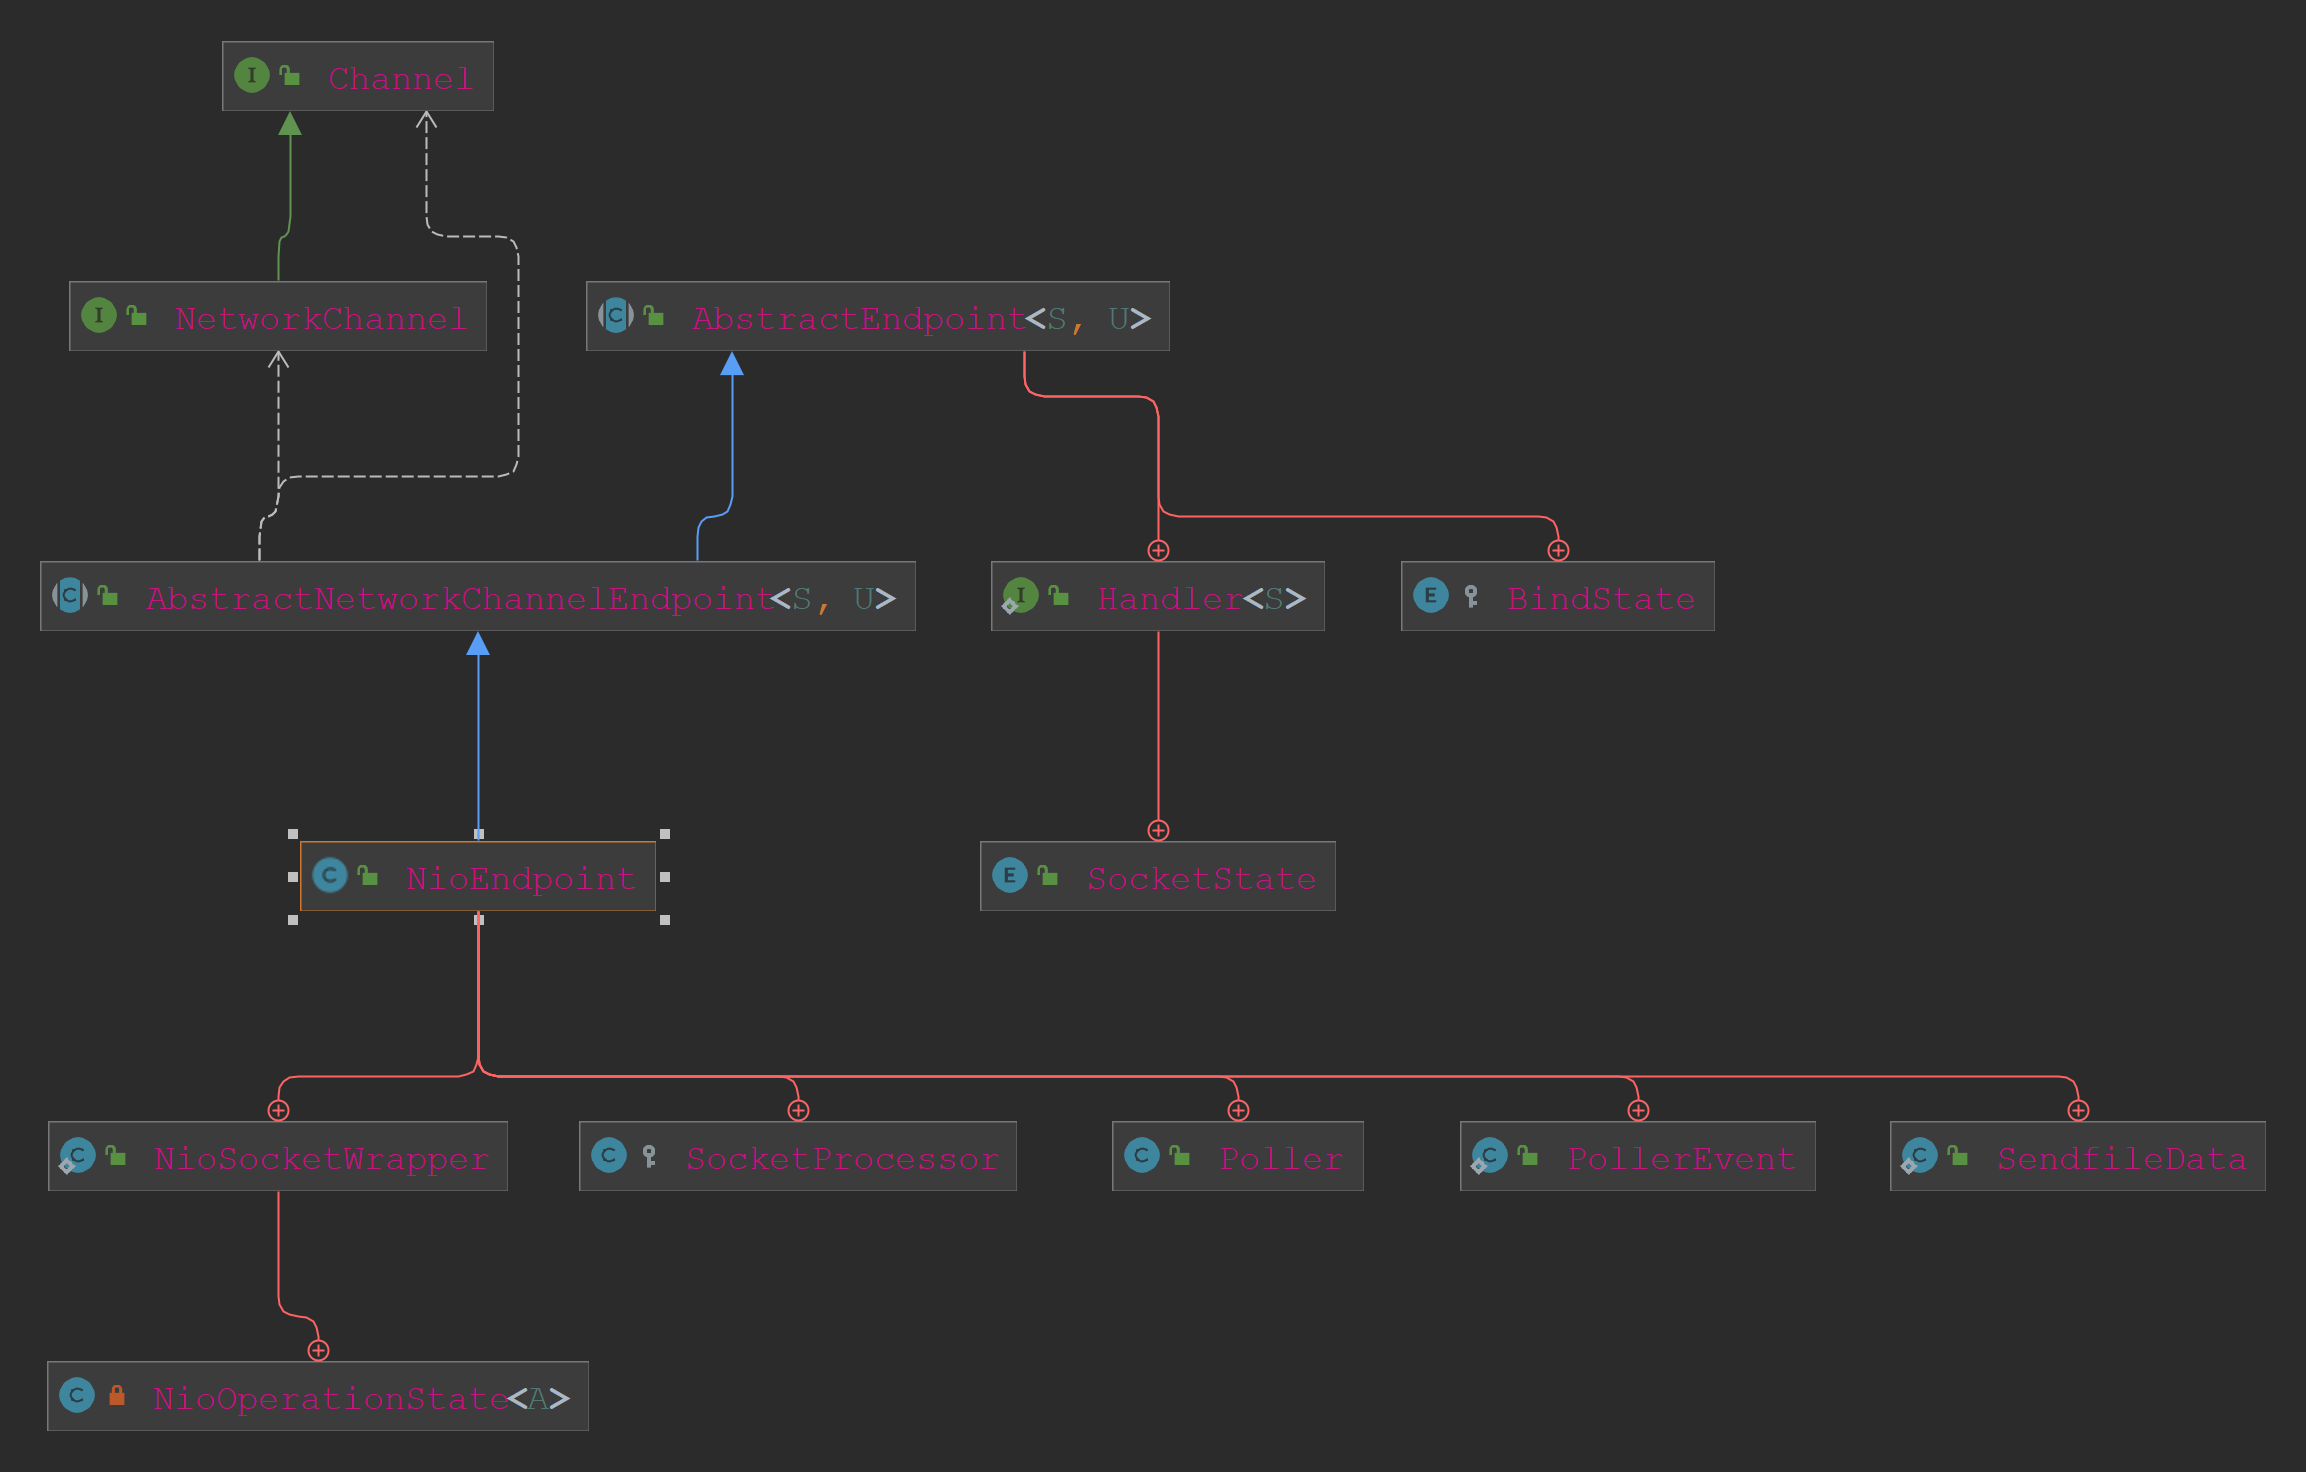 I Channel
I NetworkChannel
C AbstractEndpoint<S, U>
C AbstractNetworkChannelEndpoint<S, U>
I Handler<S>
E BindState
C NioEndpoint
E SocketState
C NioSocketWrapper
C SocketProcessor
C Poller
C PollerEvent
C SendfileData
C NioOperationState<A>